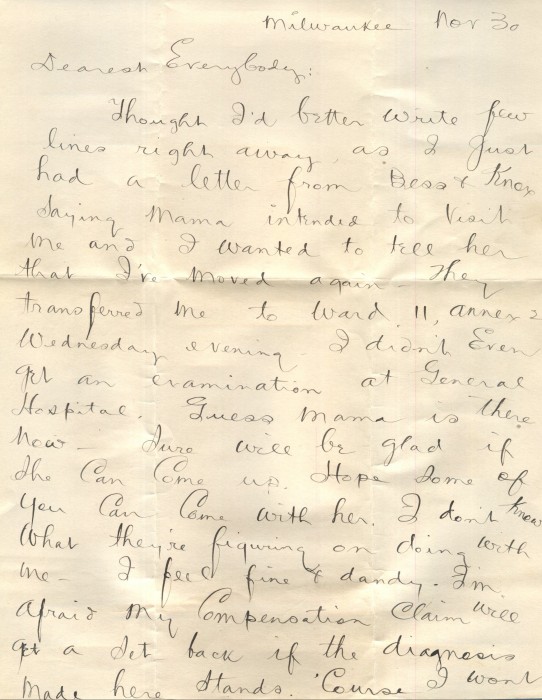 Milwaukee Nov 30
Dearest Everybody:
Thought I'd better write few
lines right away, as I just
had a letter from Bess & Knox
saying Mama intended to visit
me and I wanted to tell her
that I've moved again - They
transferred me to Ward 11, annex 2
Wednesday evening. I didn't even
get an examination at General
Hospital. Guess Mama is there
now - Sure will be glad if
she can come up. Hope some of
you can come with her. I don't know
what they're figuring on doing with
me - I feel fine & dandy. I'm
afraid my Compensation Claim will
get a set back if the diagnosis
made here stands. 'Course I wont